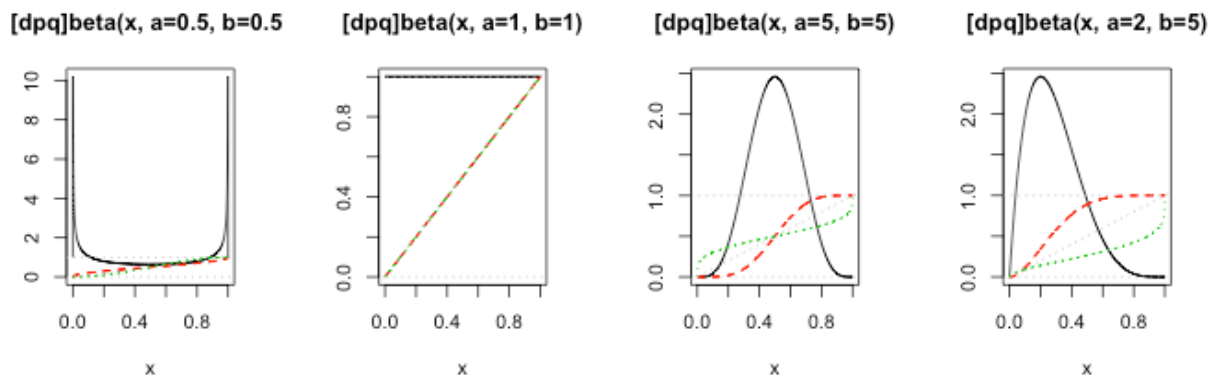 [dpq]beta(x, a=0.5, b=0.5
[dpq]beta(x, a=1, b=1)
[dpq]beta(x, a=5, b=5)
[dpq]beta(x, a=2, b=5)
10
8
6
4
2
0
0.0 0.4 0.8
x
0.8
0.4
0.0
0.0 0.4 0.8
x
2.0
1.0
0.0
0.0 0.4 0.8
x
2.0
1.0
0.0
0.0 0.4 0.8
x